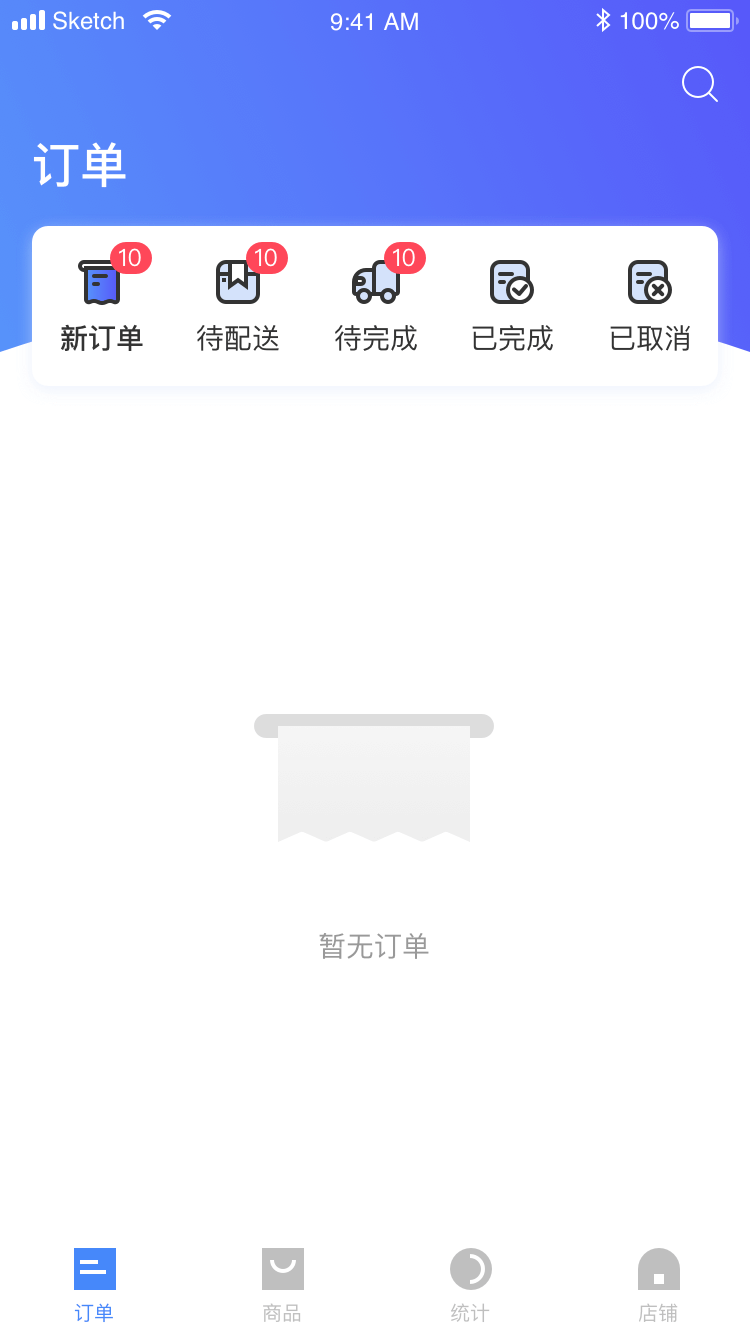 Sketch 9:41 AM 100%
订单
10 10 10
新订单 待配送 待完成 已完成 已取消
暂无订单
订单 商品 统计 店铺